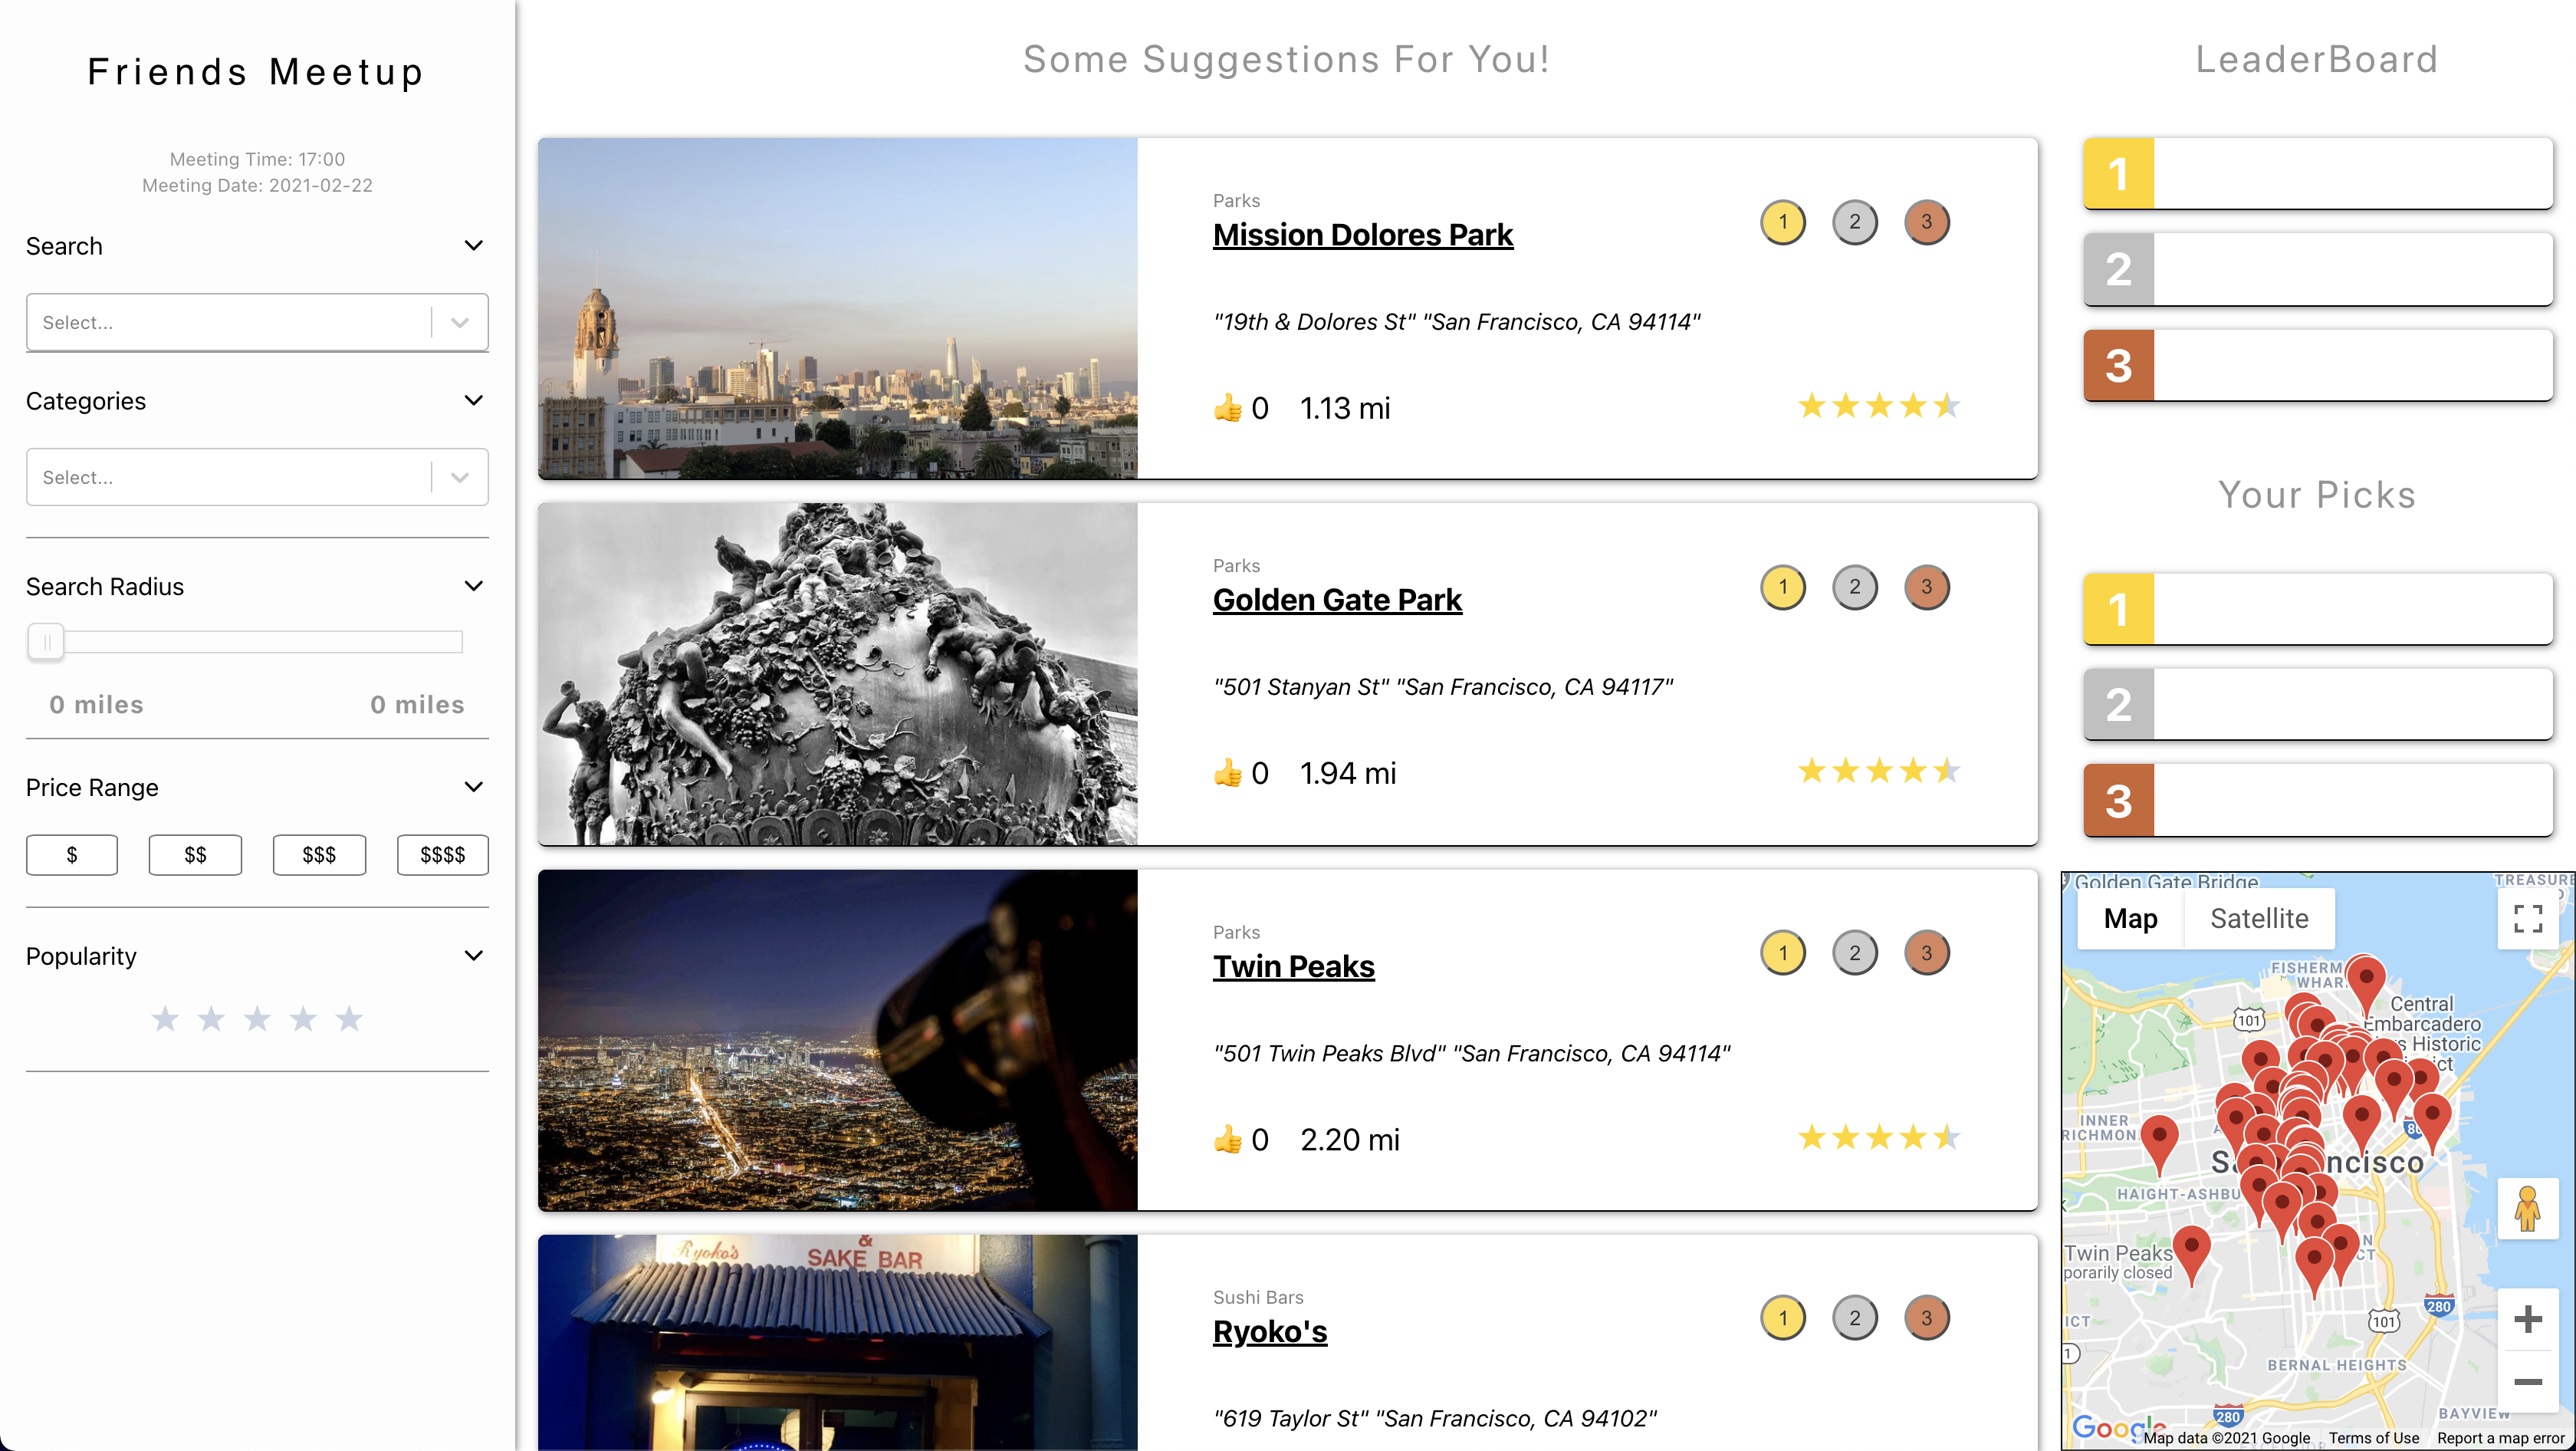 Friends Meetup
Meeting Time: 17:00
Meeting Date: 2021-02-22
Search
Select...
Categories
Select...
Search Radius
0 miles
0 miles
Price Range
$
$$
$$$
$$$$
Popularity
Some Suggestions For You!
Parks
Mission Dolores Park
1
2
3
"19th & Dolores St" "San Francisco, CA 94114"
👍 0 1.13 mi
Parks
Golden Gate Park
1
2
3
"501 Stanyan St" "San Francisco, CA 94117"
👍 0 1.94 mi
Parks
Twin Peaks
1
2
3
"501 Twin Peaks Blvd" "San Francisco, CA 94114"
👍 0 2.20 mi
Ryoko's
&
SAKE BAR
Sushi Bars
Ryoko's
1
2
3
"619 Taylor St" "San Francisco, CA 94102"
LeaderBoard
1
2
3
Your Picks
1
2
3
Golden Gate Bridge
TREASURE
Map
Satellite
FISHERM
WHAR
Central
Embarcadero
s Historic
ct
101
INNER
RICHMON
80
Sa ncisco
HAIGHT-ASHBU
Twin Peaks
porarily closed
N
CT
280
101
ICT
1
BERNAL HEIGHTS
280
BAYVIEW
Google
Map data ©2021 Google
Terms of Use
Report a map error